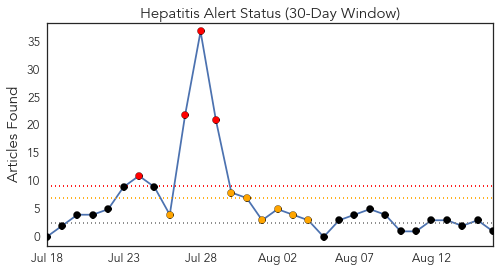 Hepatitis Alert Status (30-Day Window)
Articles Found
35
30
25
20
15
10
5
0
Jul 18 Jul 23 Jul 28 Aug 02 Aug 07 Aug 12